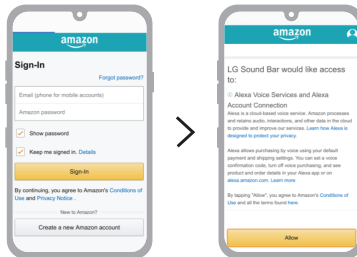 amazon
Sign-In
Forgot password?
Email (phone for mobile accounts)
Amazon password
Show password
Keep me signed in. Details
Sign-In
By continuing, you agree to Amazon's Conditions of
Use and Privacy Notice .
New to Amazon?
Create a new Amazon account
amazon
LG Sound Bar would like access
to:
Alexa Voice Services and Alexa
Account Connection
Alexa is a cloud-based voice service. Amazon processes
and retains audio, interactions, and other data in the cloud
to provide and improve our services. Learn how Alexa is
designed to protect your privacy.
Alexa allows purchasing by voice using your default
payment and shipping settings. You can set a voice
confirmation code, turn off voice purchasing, and see
product and order details in your Alexa app or on
alexa.amazon.com. Learn more
By tapping "Allow", you agree to Amazon's Conditions of
Use and all the terms found here.
Allow